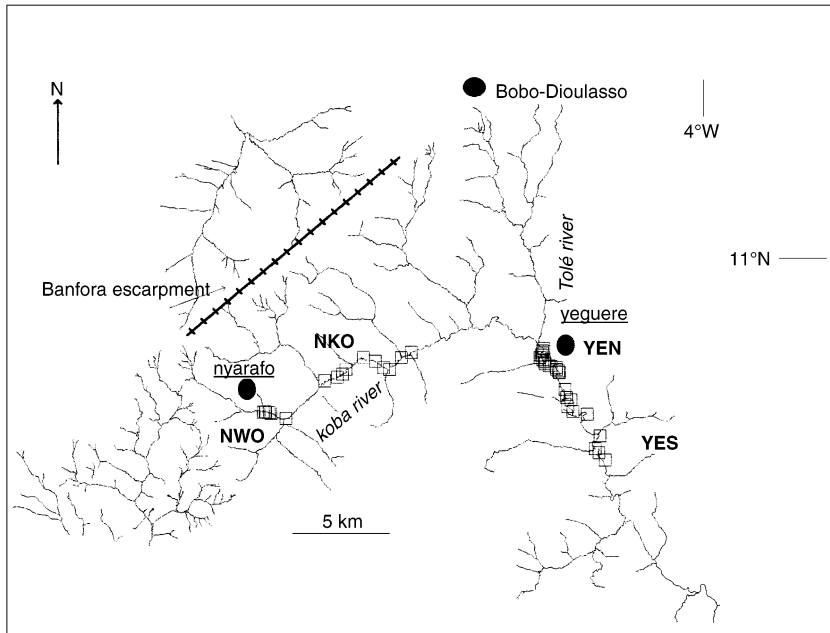 N
Bobo-Dioulasso
4°W
Tolé river
11°N
Banfora escarpment
yeguere
NKO
YEN
nyarafo
koba river
NWO
YES
5 km